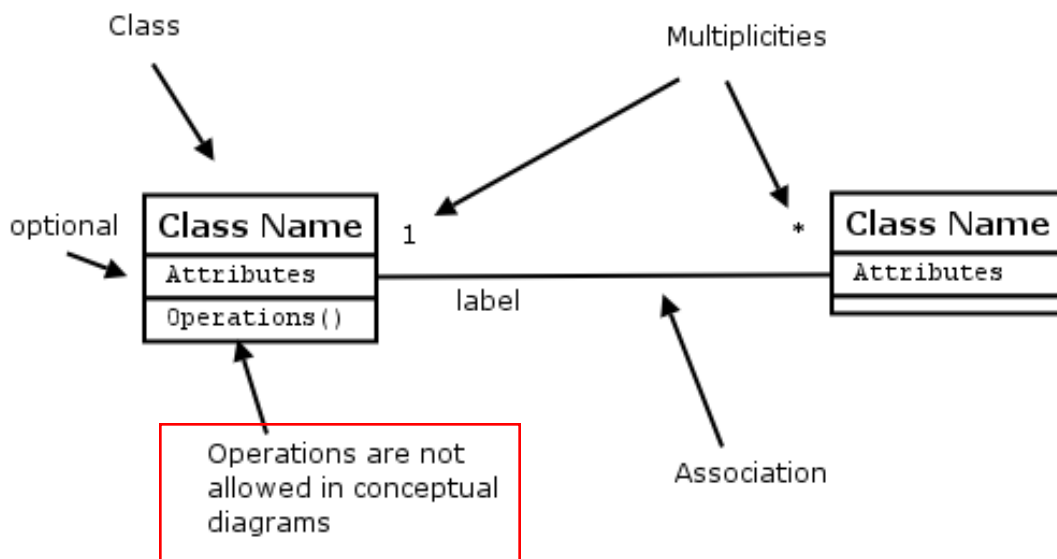 Class
Multiplicities
optional
Class Name
1
*
Class Name
Attributes
Attributes
label
Operations()
Operations are not
allowed in conceptual
diagrams
Association